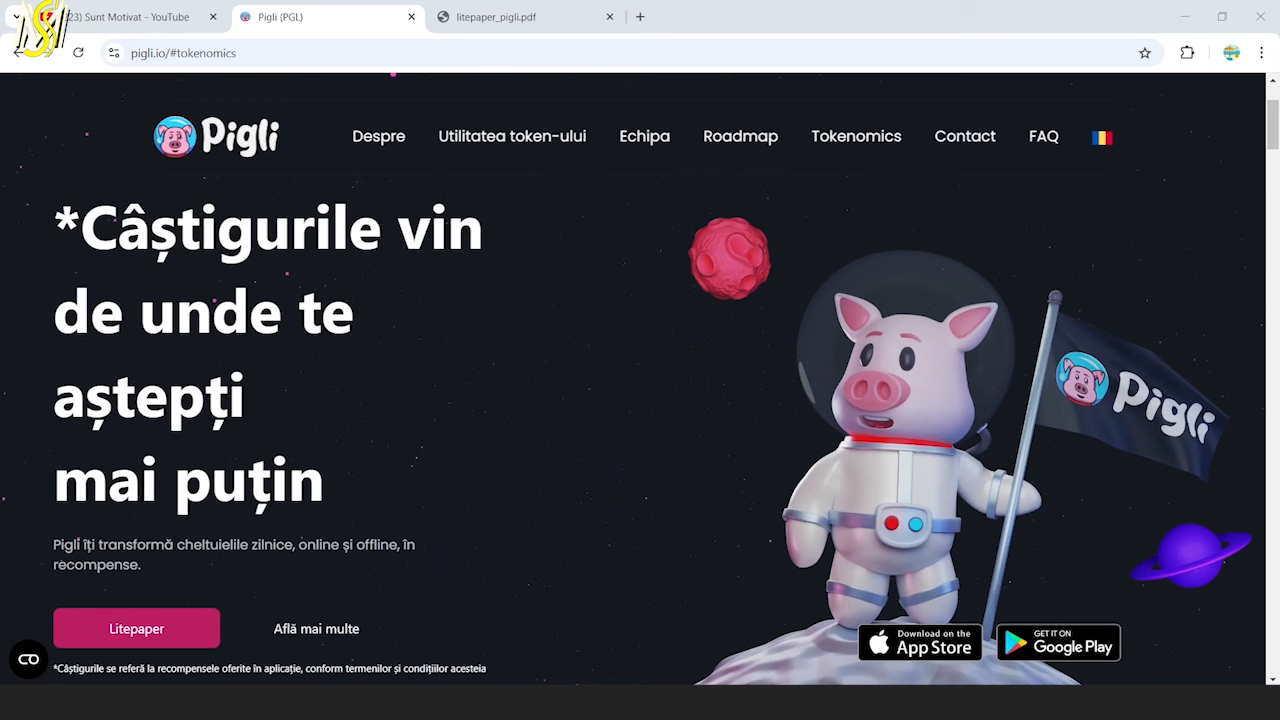 23) Sunt Motivat - YouTube
Pigli (PGL)
litepaper_pigli.pdf
pigli.io/#tokenomics
Pigli
Despre
Utilitatea token-ului
Echipa
Roadmap
Tokenomics
Contact
FAQ
*Câștigurile vin
de unde te
aștepți
mai puțin
Pigli îți transformă cheltuielile zilnice, online și offline, în
recompense.
Litepaper
Află mai multe
*Câștigurile se referă la recompensele oferite în aplicație, conform termenilor și condițiilor acesteia
Pigli
Download on the
App Store
GET IT ON
Google Play